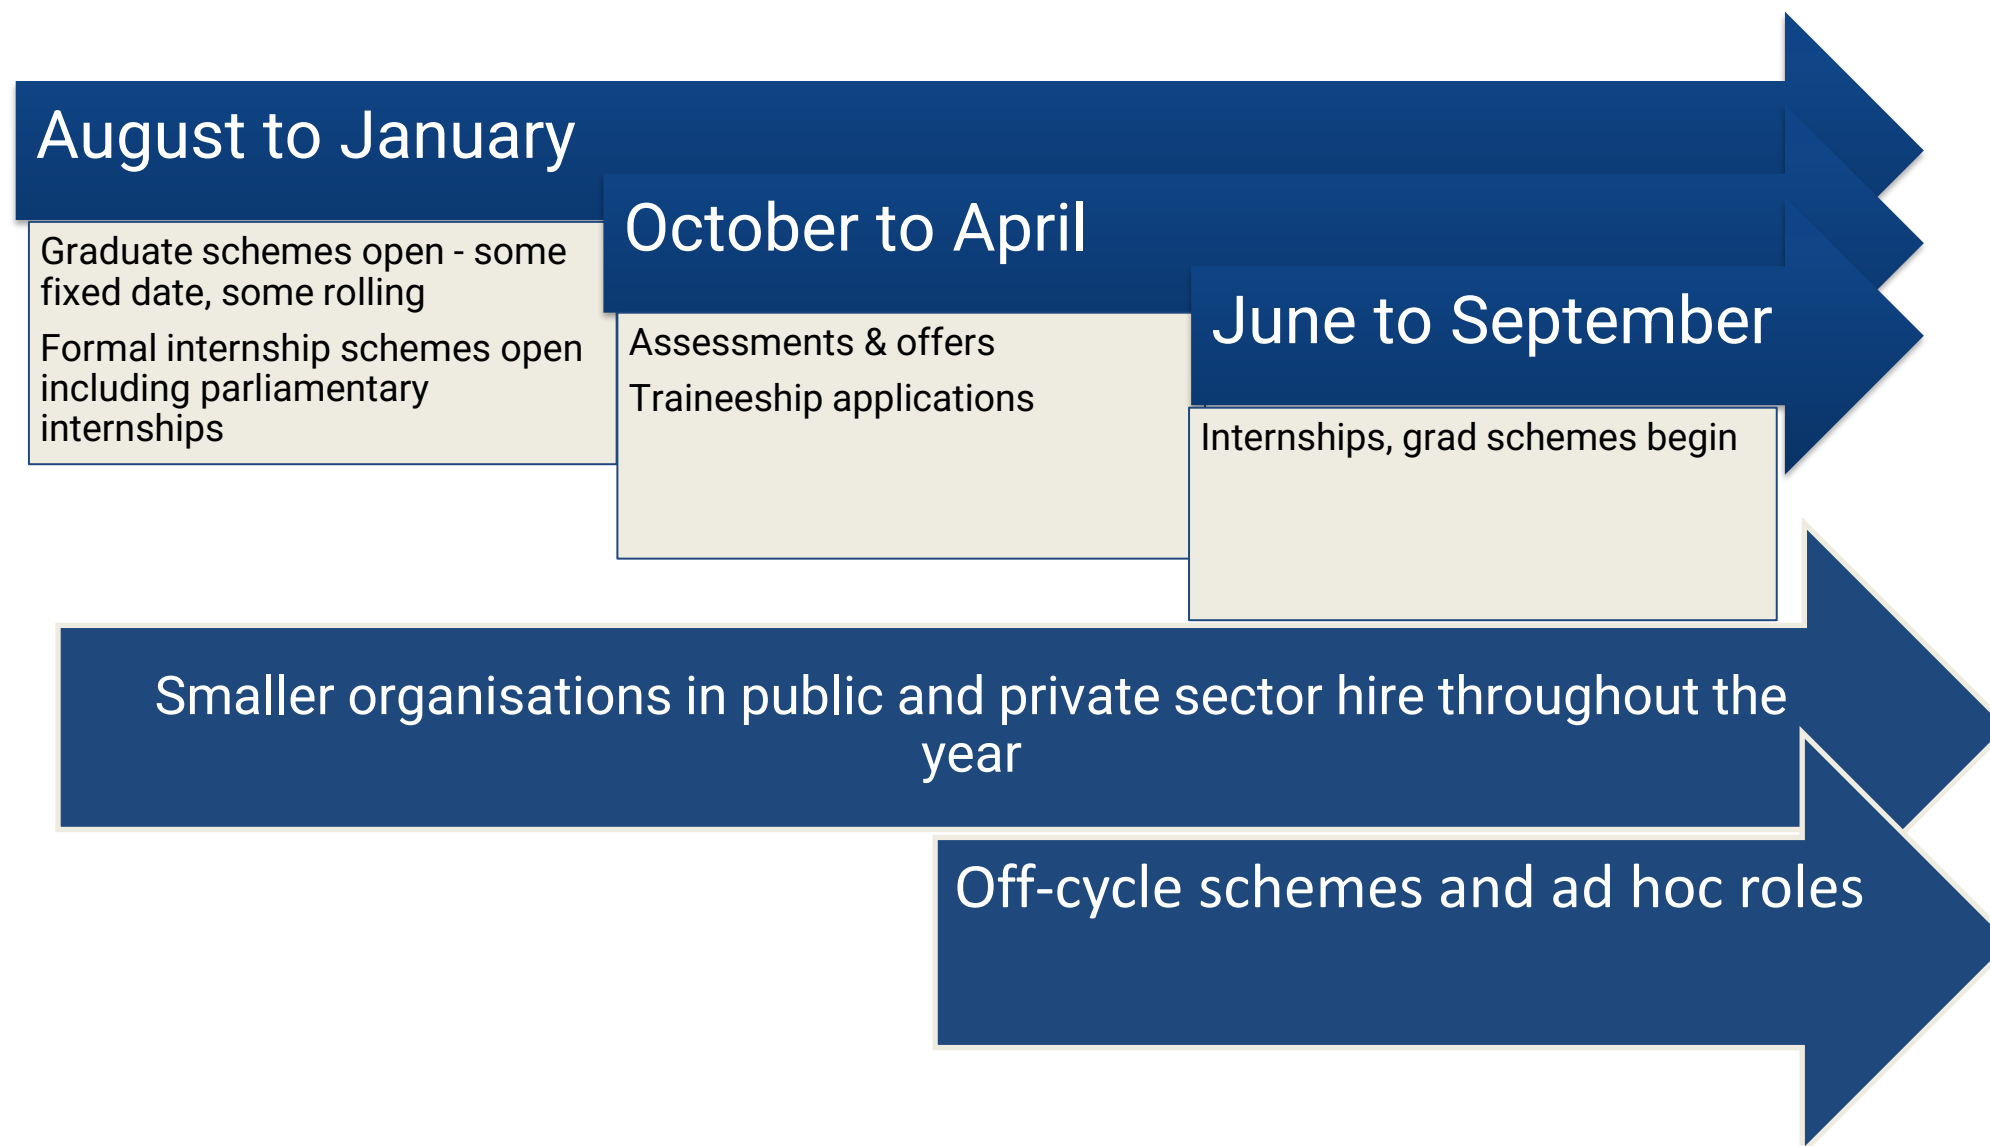 August to January
Graduate schemes open - some
fixed date, some rolling
Formal internship schemes open
including parliamentary
internships
October to April
Assessments & offers
Traineeship applications
June to September
Internships, grad schemes begin
Smaller organisations in public and private sector hire throughout the
year
Off-cycle schemes and ad hoc roles